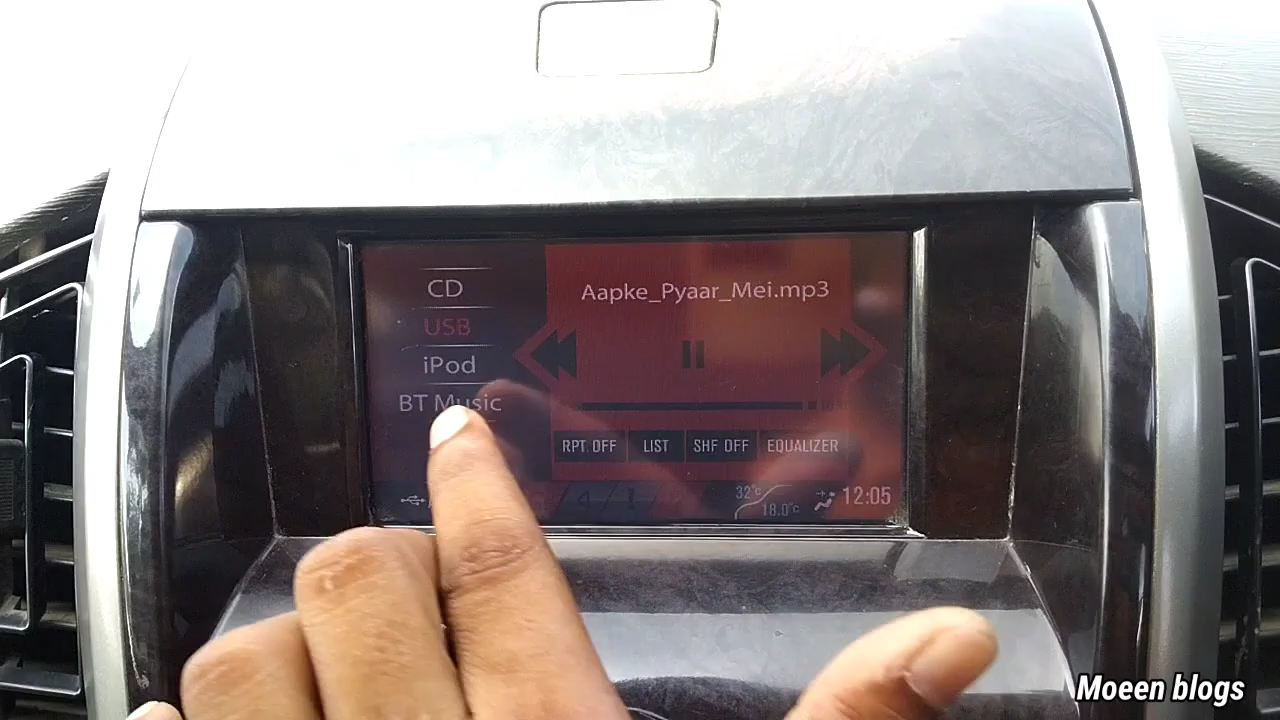 CD
USB
iPod
BT Music
Aapke_Pyaar_Mei.mp3
RPT OFF
LIST
SHF OFF
EQUALIZER
32°c
18.0°c
12:05
Moeen blogs